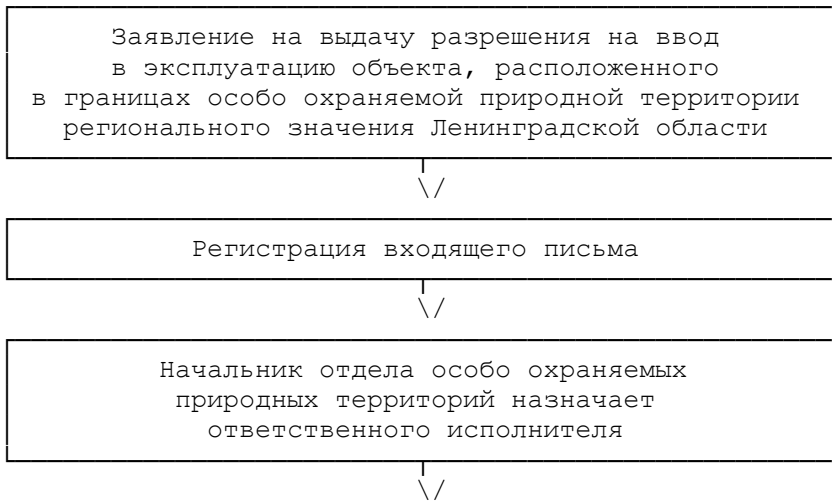 Заявление на выдачу разрешения на ввод
в эксплуатацию объекта, расположенного
в границах особо охраняемой природной территории
регионального значения Ленинградской области
\/
Регистрация входящего письма
\/
Начальник отдела особо охраняемых
природных территорий назначает
ответственного исполнителя
\/